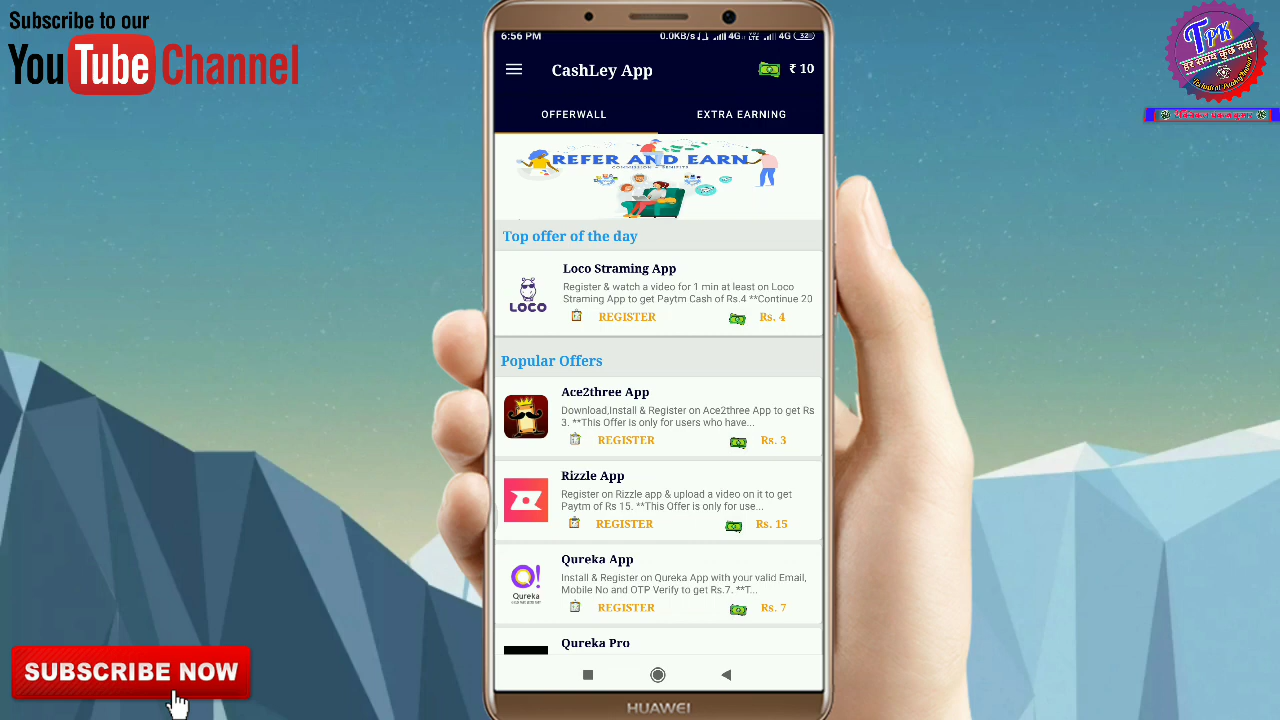 Subscribe to our
YouTube Channel
TPK
हर समय कुछ नया
6:56 PM
0.0KB/s
4G
VoLTE
4G
32
CashLey App
₹ 10
OFFERWALL
EXTRA EARNING
REFER AND EARN
COMMISSION + BENEFITS
Top offer of the day
Loco Straming App
Register & watch a video for 1 min at least on Loco
Straming App to get Paytm Cash of Rs.4 **Continue 20
LOCO
REGISTER
Rs. 4
Popular Offers
Ace2three App
Download,Install & Register on Ace2three App to get Rs
3. **This Offer is only for users who have...
REGISTER
Rs. 3
Rizzle App
Register on Rizzle app & upload a video on it to get
Paytm of Rs 15. **This Offer is only for use...
REGISTER
Rs. 15
Qureka App
Install & Register on Qureka App with your valid Email,
Mobile No and OTP Verify to get Rs.7. **T...
Q!
Qureka
REGISTER
Rs. 7
Qureka Pro
SUBSCRIBE NOW
HUAWEI